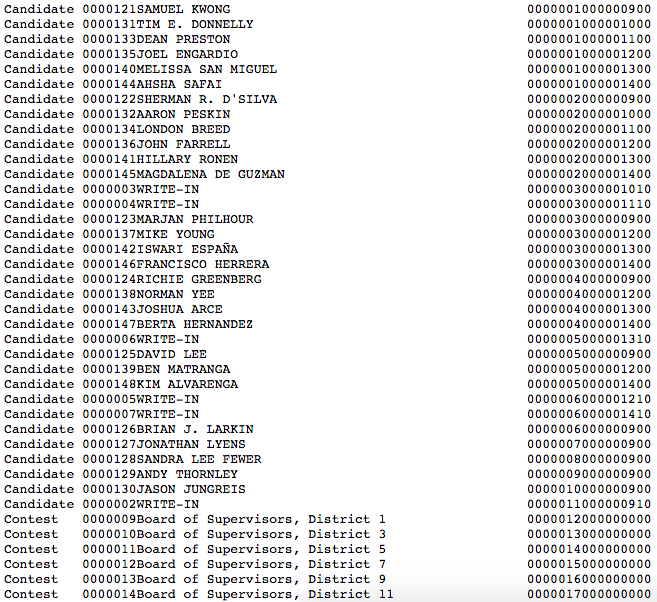 Candidate 0000121SAMUEL KWONG 0000001000000900
Candidate 0000131TIM E. DONNELLY 0000001000001000
Candidate 0000133DEAN PRESTON 0000001000001100
Candidate 0000135JOEL ENGARDIO 0000001000001200
Candidate 0000140MELISSA SAN MIGUEL 0000001000001300
Candidate 0000144AHSHA SAFAI 0000001000001400
Candidate 0000122SHERMAN R. D'SILVA 0000002000000900
Candidate 0000132AARON PESKIN 0000002000001000
Candidate 0000134LONDON BREED 0000002000001100
Candidate 0000136JOHN FARRELL 0000002000001200
Candidate 0000141HILLARY RONEN 0000002000001300
Candidate 0000145MAGDALENA DE GUZMAN 0000002000001400
Candidate 0000003WRITE-IN 0000003000001010
Candidate 0000004WRITE-IN 0000003000001110
Candidate 0000123MARJAN PHILHOUR 0000003000000900
Candidate 0000137MIKE YOUNG 0000003000001200
Candidate 0000142ISWARI ESPAÑA 0000003000001300
Candidate 0000146FRANCISCO HERRERA 0000003000001400
Candidate 0000124RICHIE GREENBERG 0000004000000900
Candidate 0000138NORMAN YEE 0000004000001200
Candidate 0000143JOSHUA ARCE 0000004000001300
Candidate 0000147BERTA HERNANDEZ 0000004000001400
Candidate 0000006WRITE-IN 0000005000001310
Candidate 0000125DAVID LEE 0000005000000900
Candidate 0000139BEN MATRANGA 0000005000001200
Candidate 0000148KIM ALVARENGA 0000005000001400
Candidate 0000005WRITE-IN 0000006000001210
Candidate 0000007WRITE-IN 0000006000001410
Candidate 0000126BRIAN J. LARKIN 0000006000000900
Candidate 0000127JONATHAN LYENS 0000007000000900
Candidate 0000128SANDRA LEE FEWER 0000008000000900
Candidate 0000129ANDY THORNLEY 0000009000000900
Candidate 0000130JASON JUNGREIS 0000010000000900
Candidate 0000002WRITE-IN 0000011000000910
Contest 0000009Board of Supervisors, District 1 0000012000000000
Contest 0000010Board of Supervisors, District 3 0000013000000000
Contest 0000011Board of Supervisors, District 5 0000014000000000
Contest 0000012Board of Supervisors, District 7 0000015000000000
Contest 0000013Board of Supervisors, District 9 0000016000000000
Contest 0000014Board of Supervisors, District 11 0000017000000000